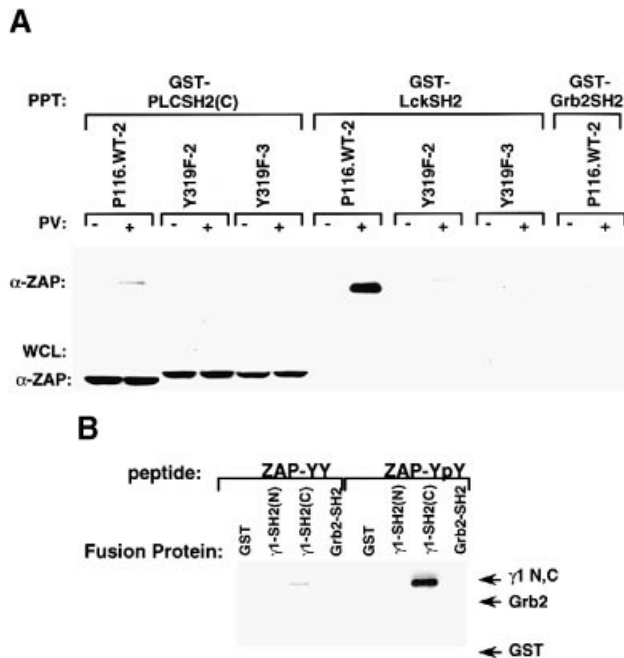 A
PPT:
GST-
PLCSH2(C)
GST-
LckSH2
GST-
Grb2SH2
P116.WT-2
Y319F-2
Y319F-3
P116.WT-2
Y319F-2
Y319F-3
P116.WT-2
PV: - + - + - + - + - + - + - +
α-ZAP:
WCL:
α-ZAP:
B
peptide: ZAP-YY ZAP-YpY
Fusion Protein:
GST
γ1-SH2(N)
γ1-SH2(C)
Grb2-SH2
GST
γ1-SH2(N)
γ1-SH2(C)
Grb2-SH2
γ1 N,C
Grb2
GST